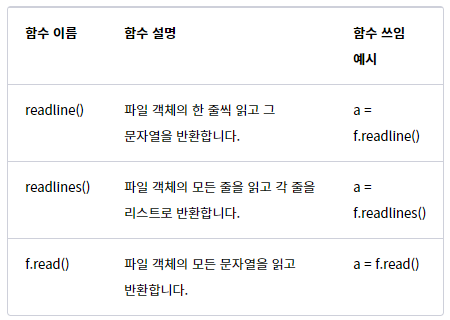 함수 이름 함수 설명 함수 쓰임
예시
readline() 파일 객체의 한 줄씩 읽고 그 a =
문자열을 반환합니다. f.readline()
readlines() 파일 객체의 모든 줄을 읽고 각 줄을 a =
리스트로 반환합니다. f.readlines()
f.read() 파일 객체의 모든 문자열을 읽고 a = f.read()
반환합니다.